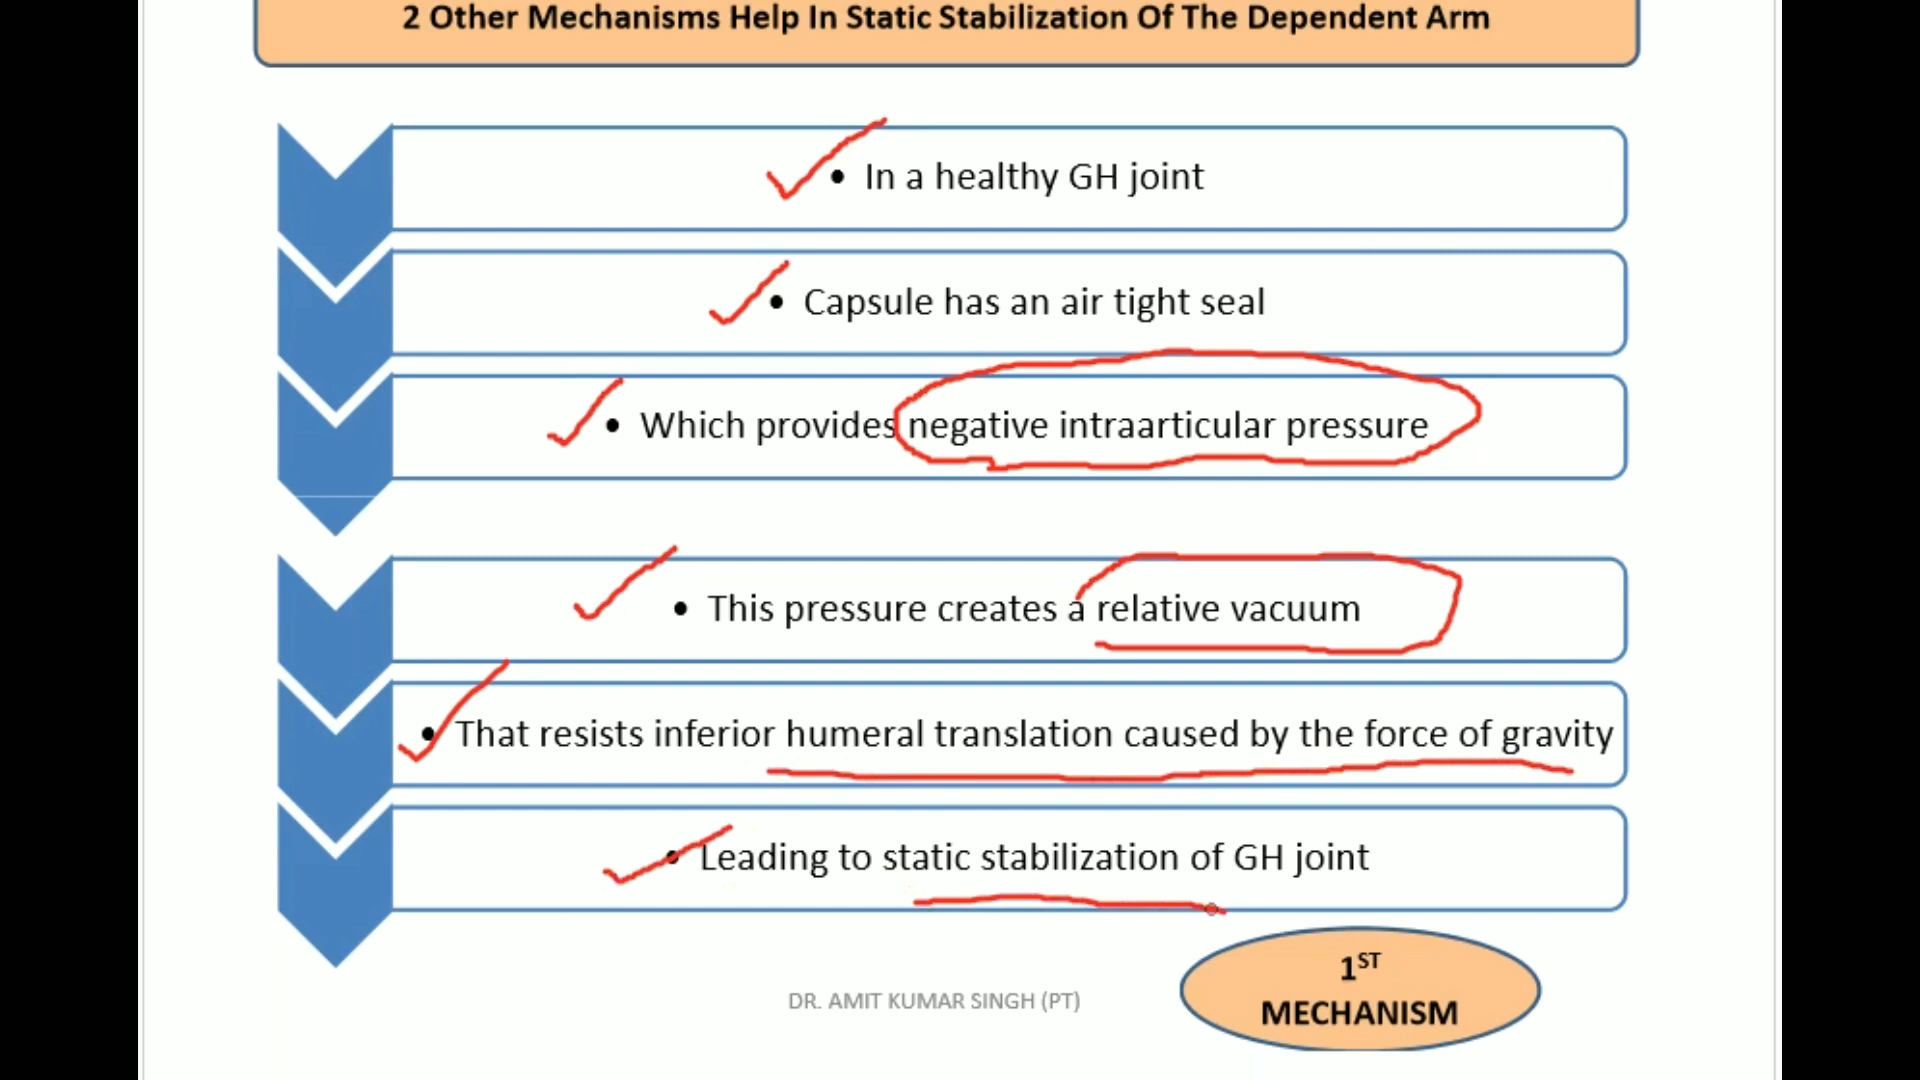 2 Other Mechanisms Help In Static Stabilization Of The Dependent Arm
• In a healthy GH joint
• Capsule has an air tight seal
• Which provides negative intraarticular pressure
• This pressure creates a relative vacuum
• That resists inferior humeral translation caused by the force of gravity
• Leading to static stabilization of GH joint
1ST
MECHANISM
DR. AMIT KUMAR SINGH (PT)